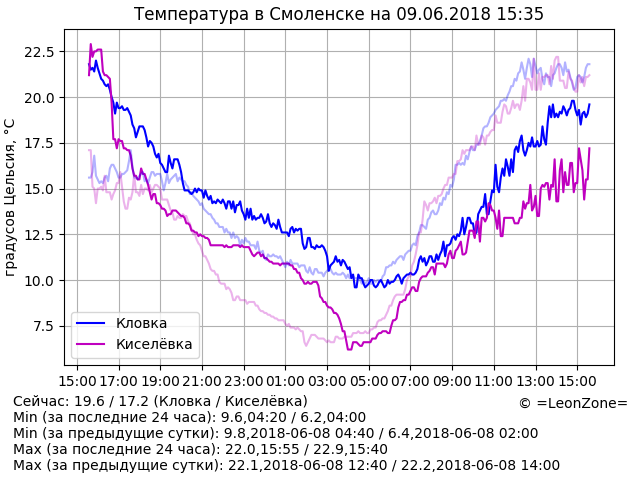 Температура в Смоленске на 09.06.2018 15:35
градусов Цельсия, °C
22.5
20.0
17.5
15.0
12.5
10.0
7.5
Кловка
Киселёвка
15:00 17:00 19:00 21:00 23:00 01:00 03:00 05:00 07:00 09:00 11:00 13:00 15:00
Сейчас: 19.6 / 17.2 (Кловка / Киселёвка)
© =LeonZone=
Min (за последние 24 часа): 9.6,04:20 / 6.2,04:00
Min (за предыдущие сутки): 9.8,2018-06-08 04:40 / 6.4,2018-06-08 02:00
Max (за последние 24 часа): 22.0,15:55 / 22.9,15:40
Max (за предыдущие сутки): 22.1,2018-06-08 12:40 / 22.2,2018-06-08 14:00